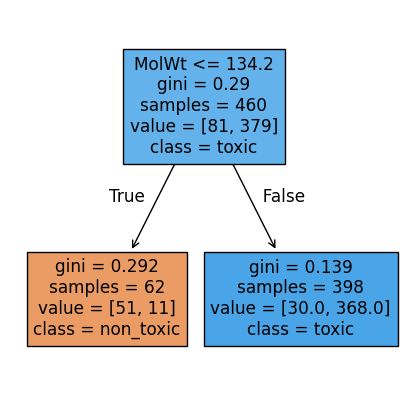 MolWt <= 134.2
gini = 0.29
samples = 460
value = [81, 379]
class = toxic
True
False
gini = 0.292
samples = 62
value = [51, 11]
class = non_toxic
gini = 0.139
samples = 398
value = [30.0, 368.0]
class = toxic